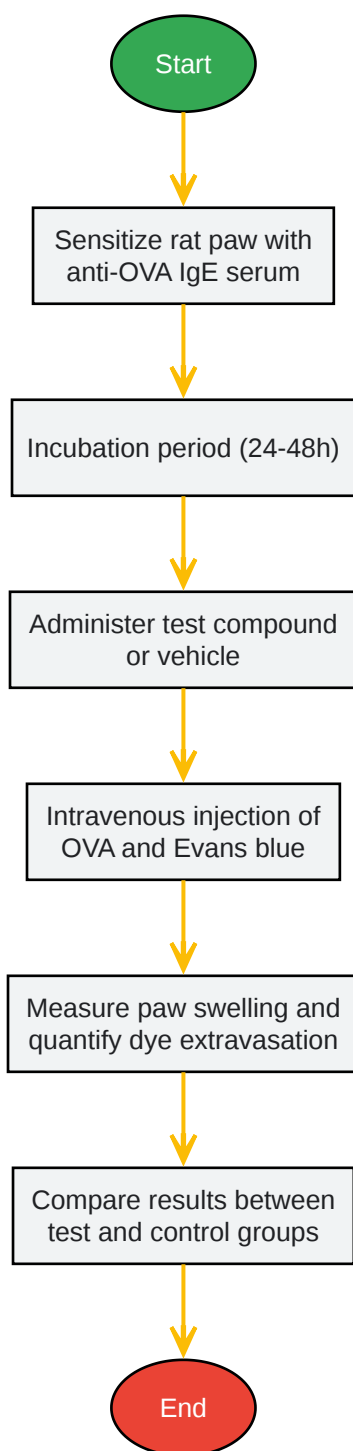 Start
Sensitize rat paw with
anti-OVA IgE serum
Incubation period (24-48h)
Administer test compound
or vehicle
Intravenous injection of
OVA and Evans blue
Measure paw swelling and
quantify dye extravasation
Compare results between
test and control groups
End